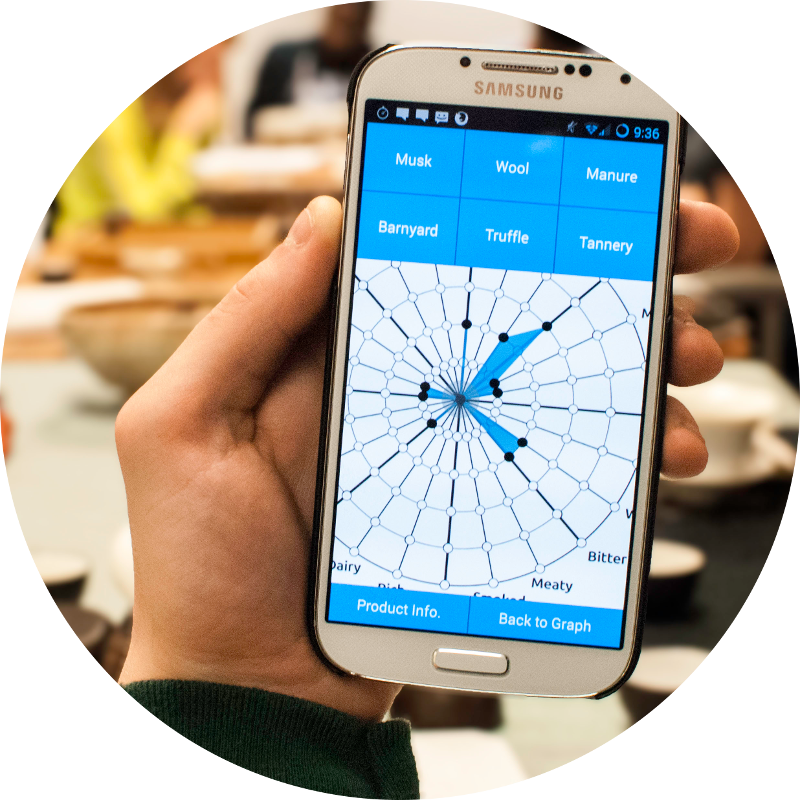 SAMSUNG
9:36
Musk Wool Manure
Barnyard Truffle Tannery
M
W
Bitter
Dairy
Meaty
Rich
Smoked
Product Info. Back to Graph